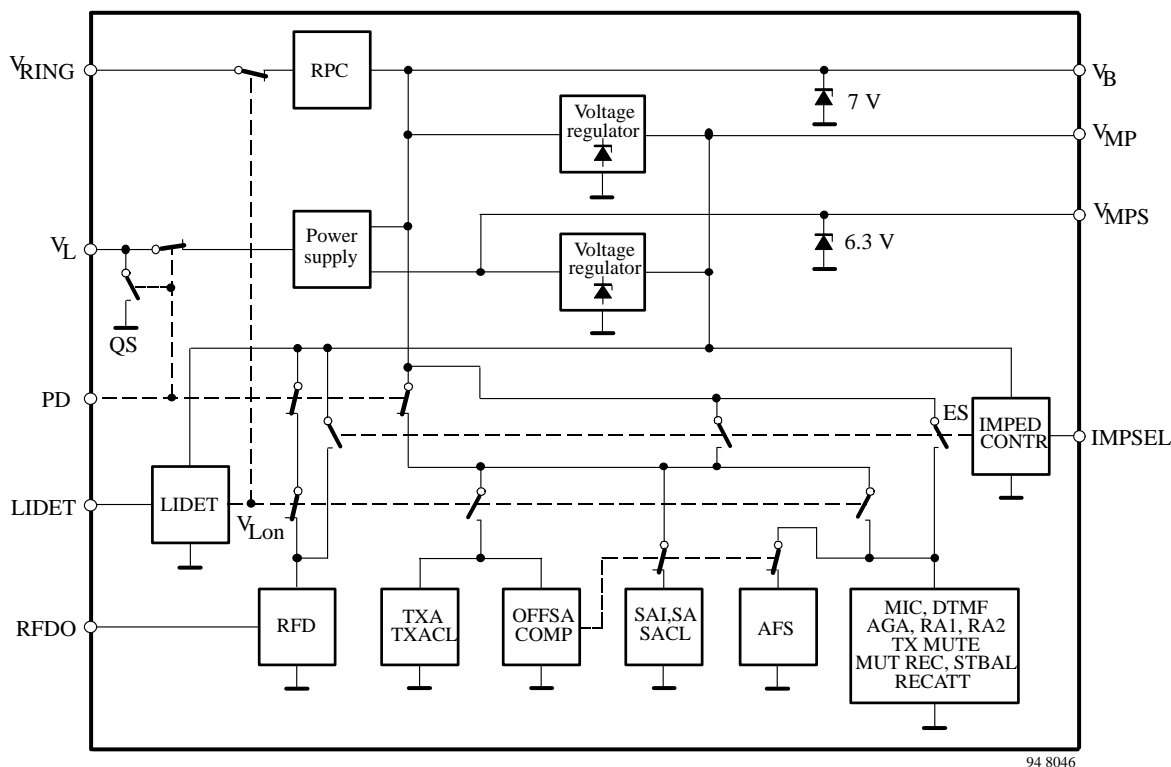 VRING
RPC
VB
7 V
Voltage
regulator
VMP
VMPS
VL
Power
supply
Voltage
regulator
6.3 V
QS
PD
ES
IMPED
CONTR
IMPSEL
LIDET
LIDET
VLon
RFDO
RFD
TXA
TXACL
OFFSA
COMP
SAI,SA
SACL
AFS
MIC, DTMF
AGA, RA1, RA2
TX MUTE
MUT REC, STBAL
RECATT
94 8046